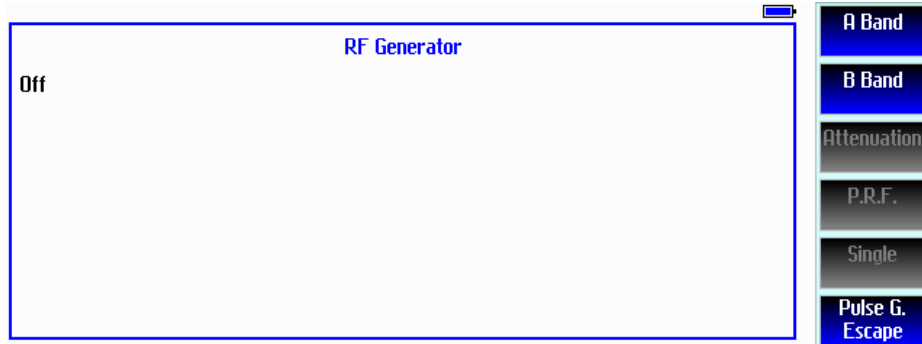 RF Generator
Off
A Band
B Band
Attenuation
P.R.F.
Single
Pulse G.
Escape